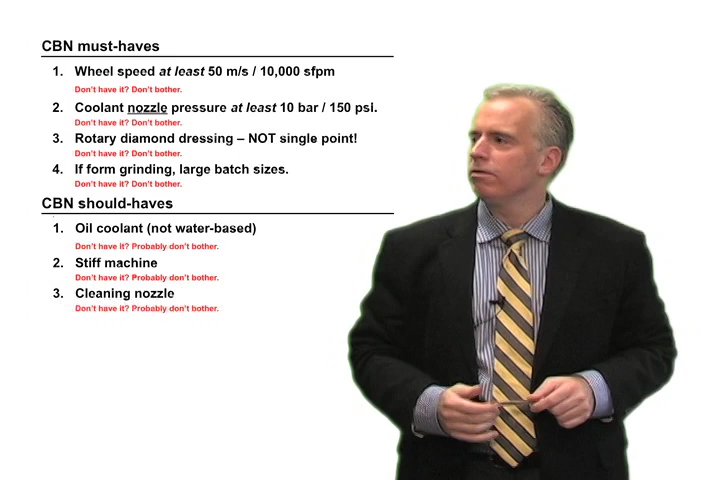 CBN must-haves
1. Wheel speed at least 50 m/s / 10,000 sfpm
Don't have it? Don't bother.
2. Coolant nozzle pressure at least 10 bar / 150 psi.
Don't have it? Don't bother.
3. Rotary diamond dressing – NOT single point!
Don't have it? Don't bother.
4. If form grinding, large batch sizes.
Don't have it? Don't bother.
CBN should-haves
1. Oil coolant (not water-based)
Don't have it? Probably don't bother.
2. Stiff machine
Don't have it? Probably don't bother.
3. Cleaning nozzle
Don't have it? Probably don't bother.